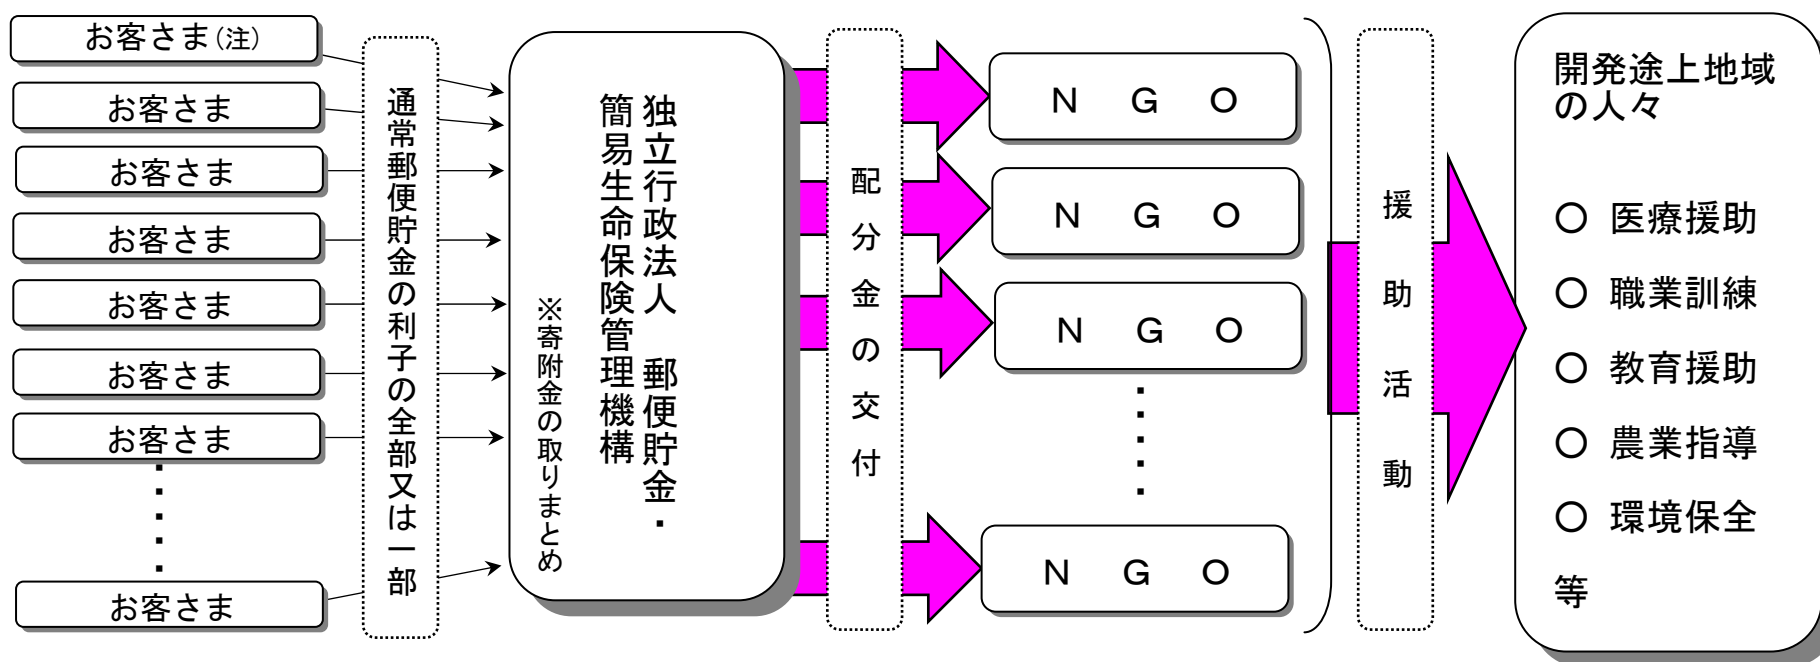 お客さま(注)
お客さま
お客さま
お客さま
お客さま
お客さま
お客さま
・・・・・
お客さま
通常郵便貯金の利子の全部又は一部
独立行政法人 郵便貯金・
簡易生命保険管理機構
※寄附金の取りまとめ
配分金の交付
ＮＧＯ
ＮＧＯ
ＮＧＯ
・・・・・
ＮＧＯ
援助活動
開発途上地域
の人々
○ 医療援助
○ 職業訓練
○ 教育援助
○ 農業指導
○ 環境保全
等